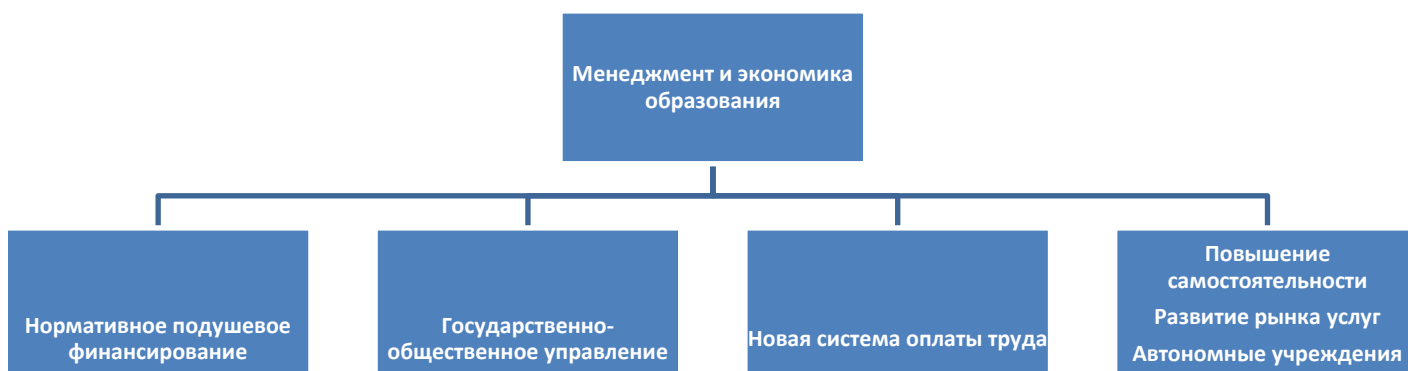 Менеджмент и экономика
образования
Нормативное подушевое
финансирование
Государственно-
общественное управление
Новая система оплаты труда
Повышение
самостоятельности
Развитие рынка услуг
Автономные учреждения